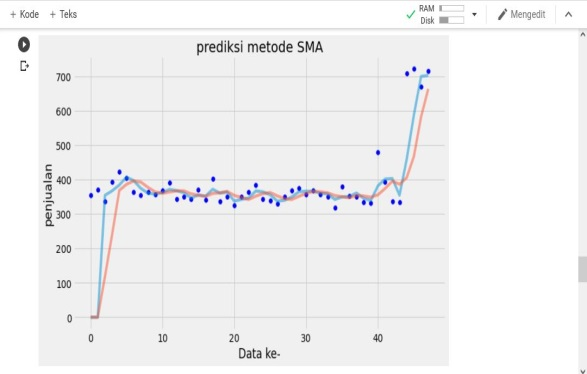 + Kode + Teks
RAM
Disk
Mengedit
prediksi metode SMA
penjualan
700
600
500
400
300
200
100
0
0 10 20 30 40
Data ke-